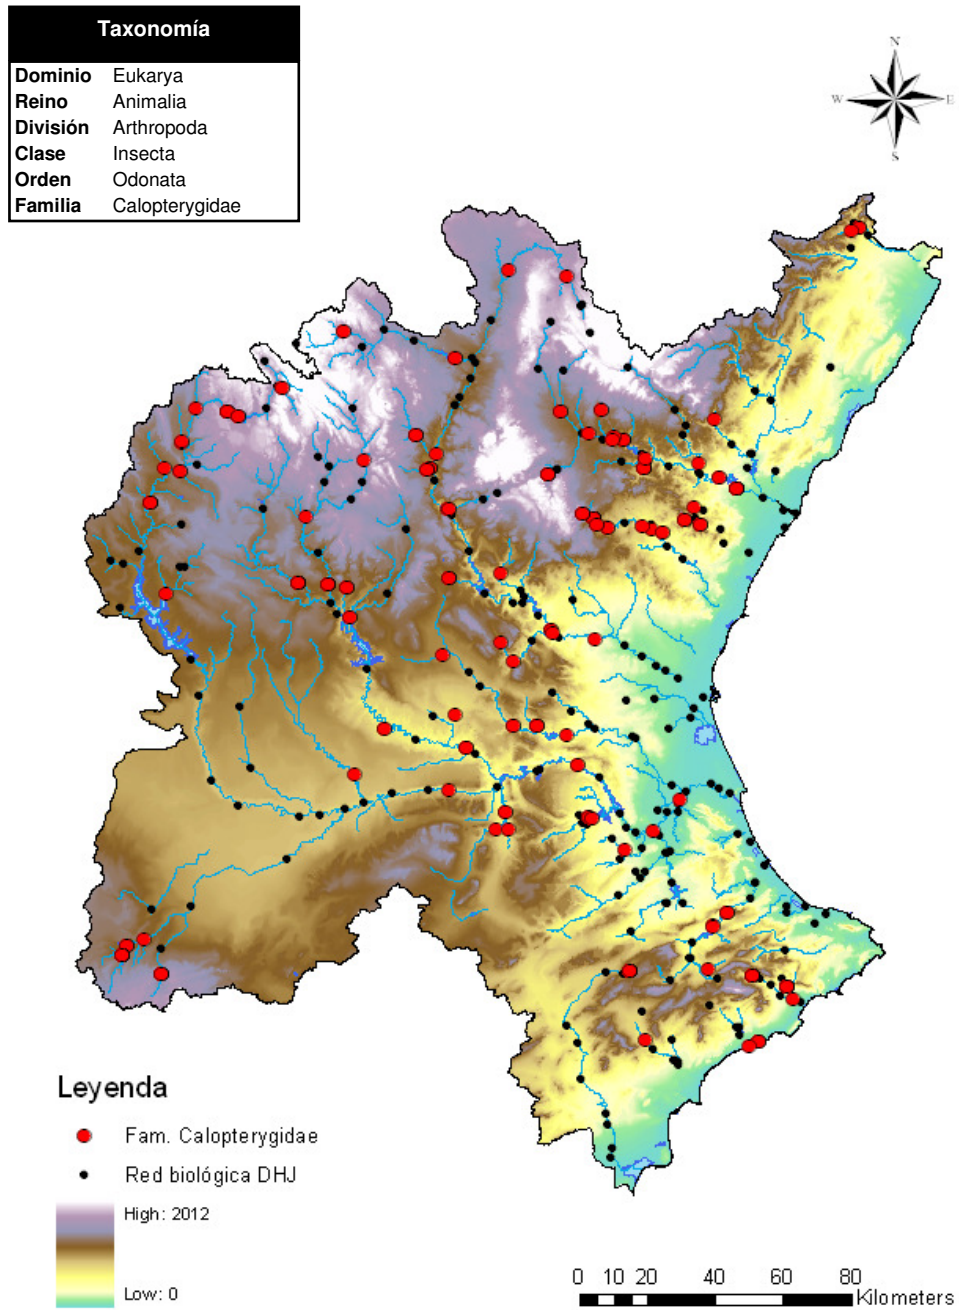 Taxonomía
Dominio Eukarya
Reino Animalia
División Arthropoda
Clase Insecta
Orden Odonata
Familia Calopterygidae
N
W E
S
Leyenda
Fam. Calopterygidae
Red biológica DHJ
High: 2012
Low: 0
0 10 20 40 60 80
Kilometers